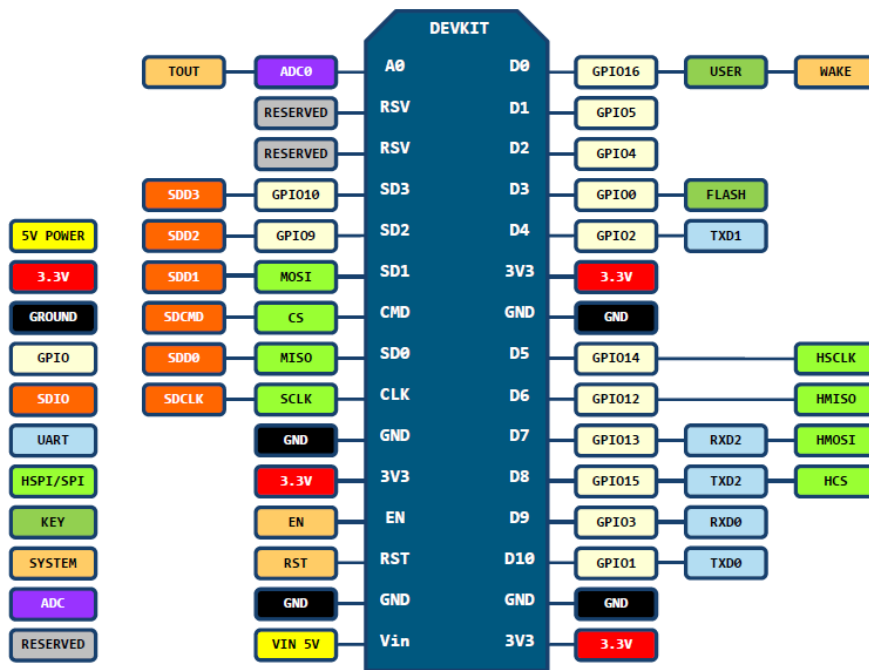 DEVKIT
TOUT ADC0 A0 D0 GPIO16 USER WAKE
RESERVED RSV D1 GPIO5
RESERVED RSV D2 GPIO4
SDD3 GPIO10 SD3 D3 GPIO0 FLASH
5V POWER SDD2 GPIO9 SD2 D4 GPIO2 TXD1
3.3V SDD1 MOSI SD1 3V3 3.3V
GROUND SDCMD CS CMD GND GND
GPIO SDD0 MISO SD0 D5 GPIO14 HSCLK
SDIO SDCLK SCLK CLK D6 GPIO12 HMISO
UART GND GND D7 GPIO13 RXD2 HMOSI
HSPI/SPI 3.3V 3V3 D8 GPIO15 TXD2 HCS
KEY EN EN D9 GPIO3 RXD0
SYSTEM RST RST D10 GPIO1 TXD0
ADC GND GND GND GND
RESERVED VIN 5V Vin 3V3 3.3V